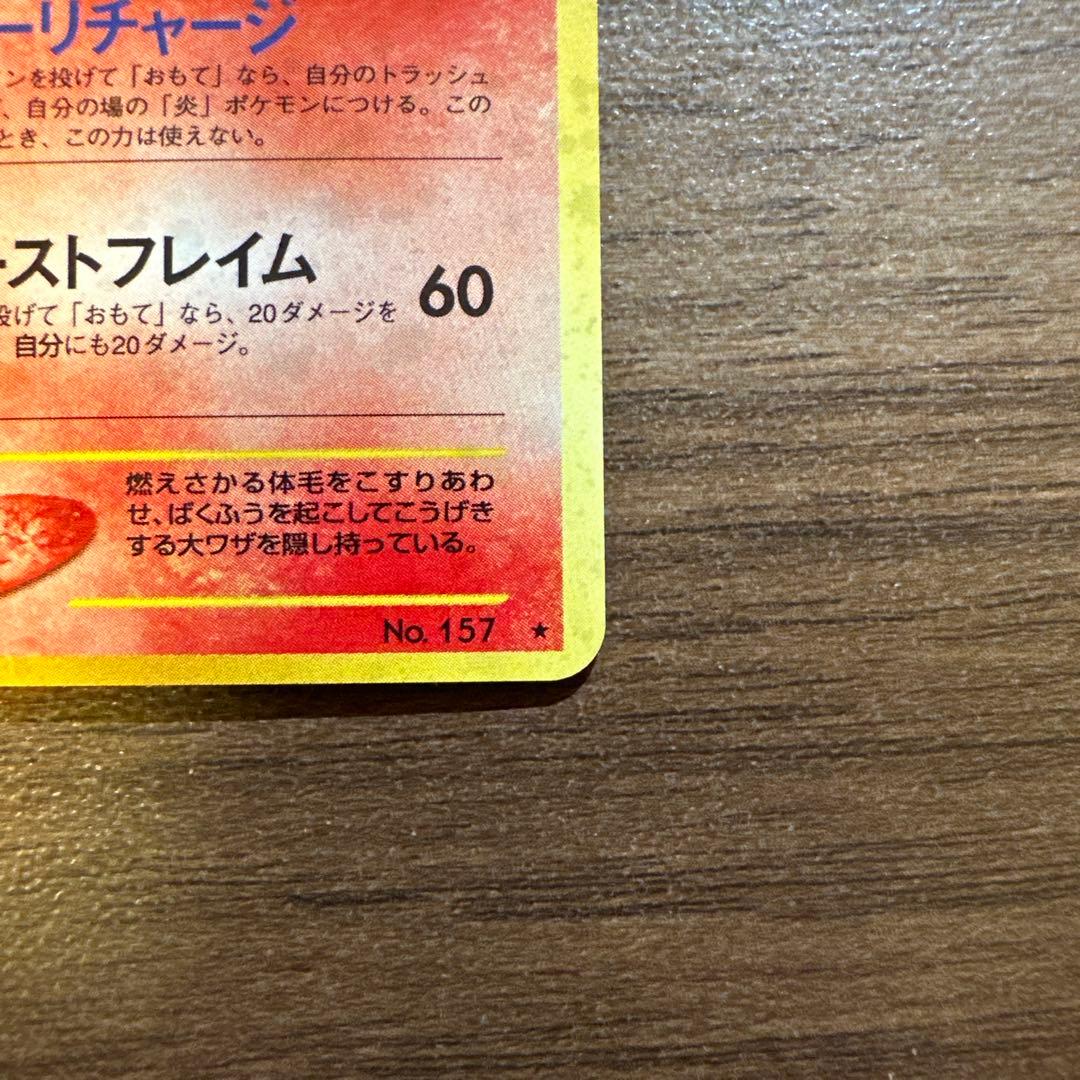 ーリチャージ
ンを投げて「おもて」なら、自分のトラッシュ
、自分の場の「炎」ポケモンにつける。この
とき、この力は使えない。
ーストフレイム
60
投げて「おもて」なら、20ダメージを
自分にも20ダメージ。
燃えさかる体毛をこすりあわ
せ、ばくふうを起こしてこうげき
する大ワザを隠し持っている。
No. 157 ★